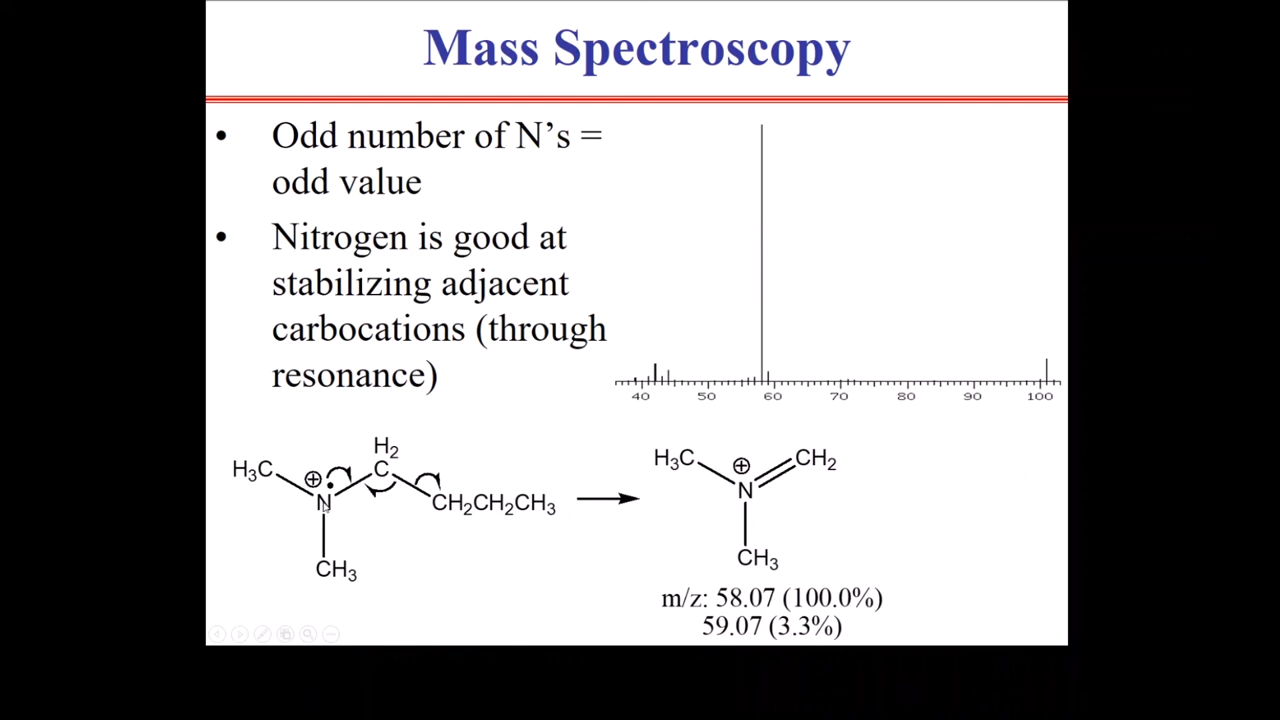 Mass Spectroscopy
• Odd number of N's =
odd value
• Nitrogen is good at
stabilizing adjacent
carbocations (through
resonance)
40 50 60 70 80 90 100
H2
H3C
C
⊕
N
CH2CH2CH3
CH3
H3C
⊕
CH2
N
CH3
m/z: 58.07 (100.0%)
59.07 (3.3%)